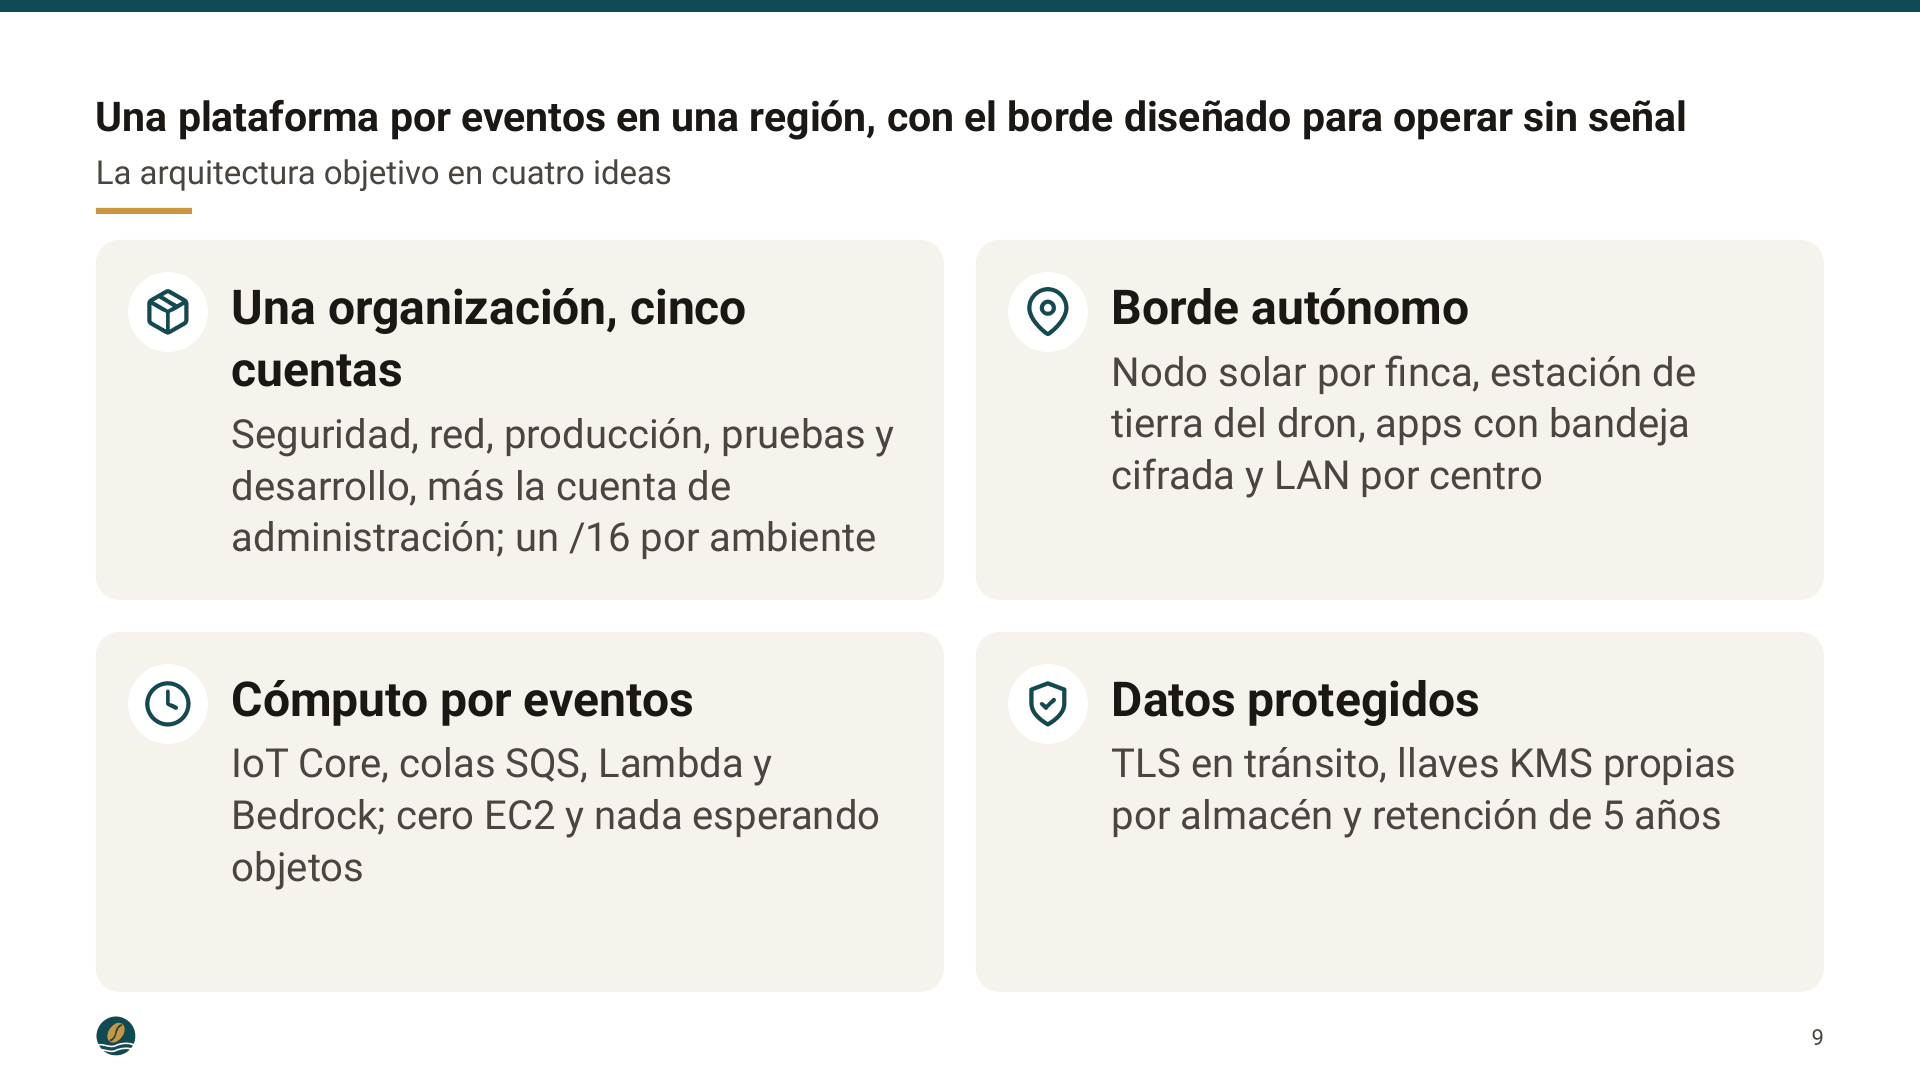 Una plataforma por eventos en una región, con el borde diseñado para operar sin señal
La arquitectura objetivo en cuatro ideas
Una organización, cinco
cuentas
Seguridad, red, producción, pruebas y
desarrollo, más la cuenta de
administración; un /16 por ambiente
Borde autónomo
Nodo solar por finca, estación de
tierra del dron, apps con bandeja
cifrada y LAN por centro
Cómputo por eventos
IoT Core, colas SQS, Lambda y
Bedrock; cero EC2 y nada esperando
objetos
Datos protegidos
TLS en tránsito, llaves KMS propias
por almacén y retención de 5 años
9